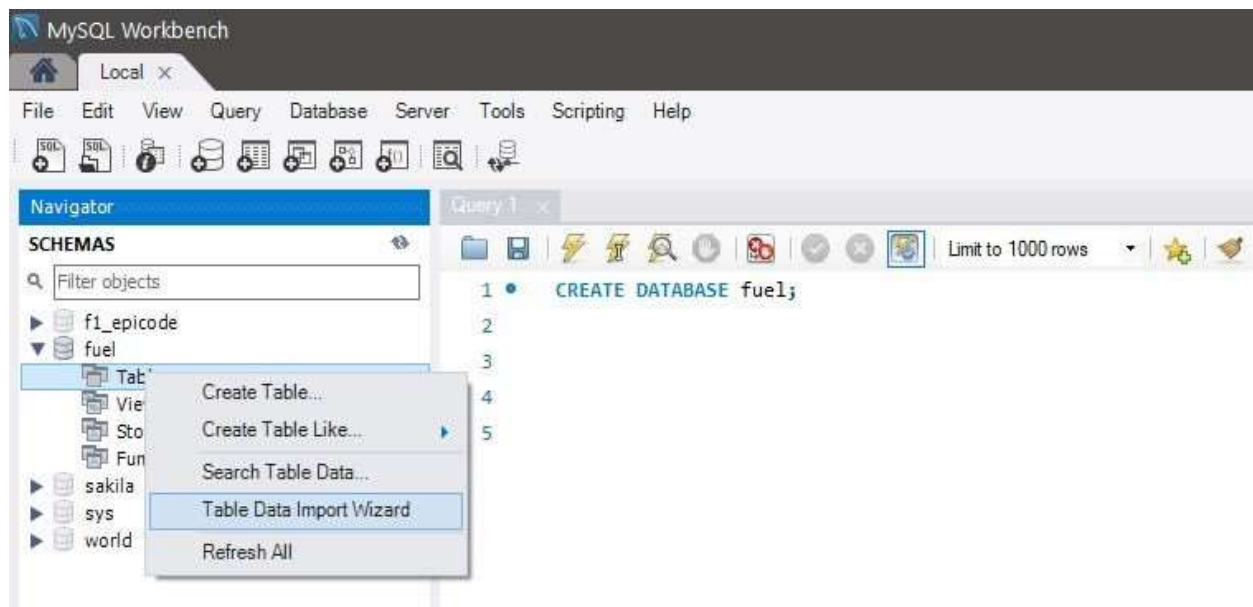 MySQL Workbench
Local
File Edit View Query Database Server Tools Scripting Help
Navigator
Query 1
SCHEMAS
Limit to 1000 rows
Filter objects
1 CREATE DATABASE fuel;
2
3
4
5
f1_epicode
fuel
Tab
Vie
Sto
Fun
sakila
sys
world
Create Table...
Create Table Like...
Search Table Data...
Table Data Import Wizard
Refresh All